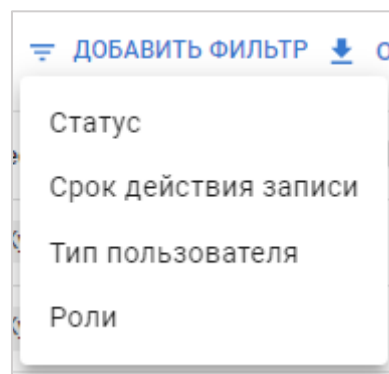 ДОБАВИТЬ ФИЛЬТР
Статус
Срок действия записи
Тип пользователя
Роли